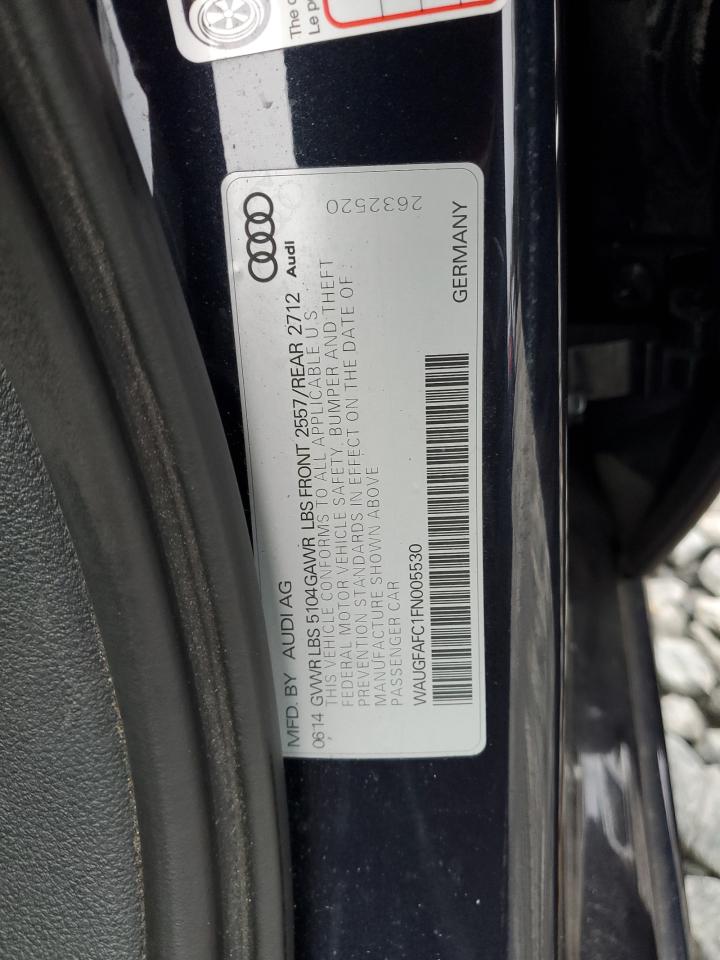 The
Le p
MFD. BY AUDI AG
Audi
06 14 GVWR LBS 5104 GAWR LBS FRONT 2557/REAR 2712
THIS VEHICLE CONFORMS TO ALL APPLICABLE U S
FEDERAL MOTOR VEHICLE SAFETY, BUMPER AND THEFT
PREVENTION STANDARDS IN EFFECT ON THE DATE OF
MANUFACTURE SHOWN ABOVE
PASSENGER CAR
2632520
WAUGFAFC1FN005530
GERMANY